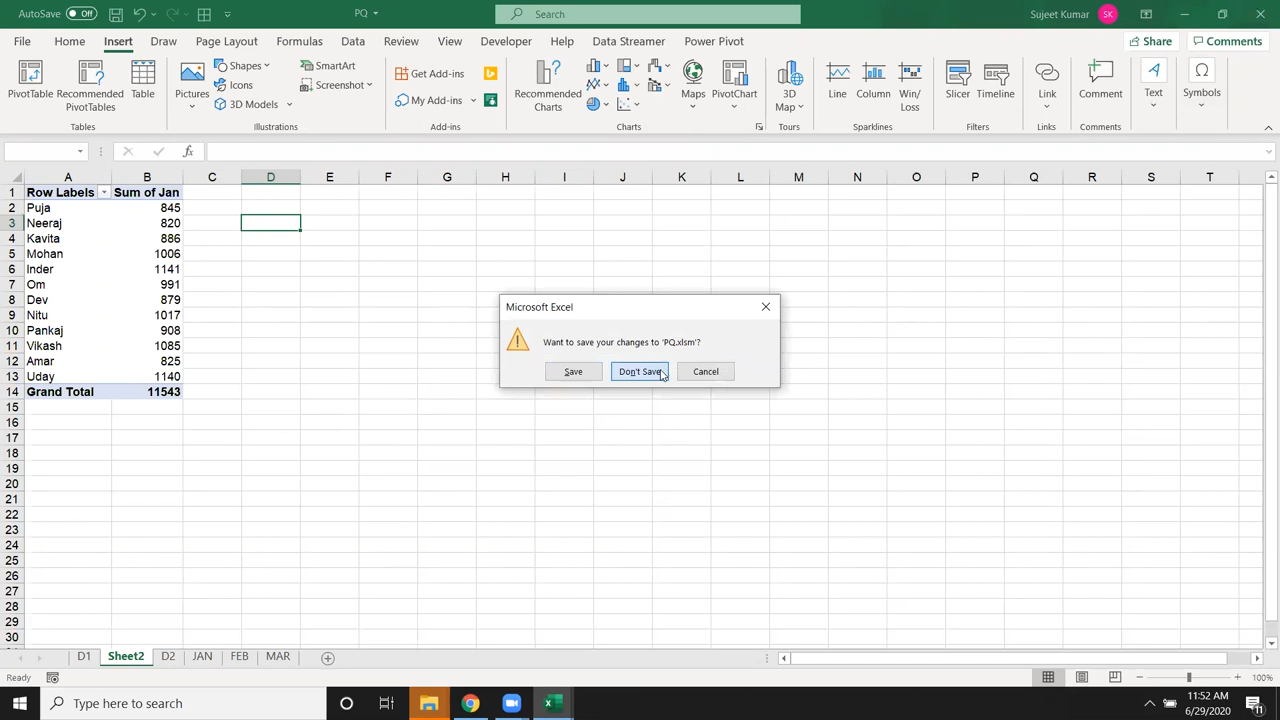 AutoSave Off PQ Search Sujeet Kumar SK
File Home Insert Draw Page Layout Formulas Data Review View Developer Help Data Streamer Power Pivot Share Comments
PivotTable Recommended PivotTables Table Pictures Shapes Icons 3D Models SmartArt Screenshot Get Add-ins My Add-ins Recommended Charts Maps PivotChart 3D Map Line Column Win/Loss Slicer Timeline Link Comment Text Symbols
Tables Illustrations Add-ins Charts Tours Sparklines Filters Links Comments
fx
A B C D E F G H I J K L M N O P Q R S T
1 Row Labels Sum of Jan
2 Puja 845
3 Neeraj 820
4 Kavita 886
5 Mohan 1006
6 Inder 1141
7 Om 991
8 Dev 879
9 Nitu 1017
10 Pankaj 908
11 Vikash 1085
12 Amar 825
13 Uday 1140
14 Grand Total 11543
15
16
17
18
19
20
21
22
23
24
25
26
27
28
29
30
Microsoft Excel
Want to save your changes to 'PQ.xlsm'?
Save Don't Save Cancel
D1 Sheet2 D2 JAN FEB MAR
Ready 100%
Type here to search 11:52 AM
6/29/2020 11